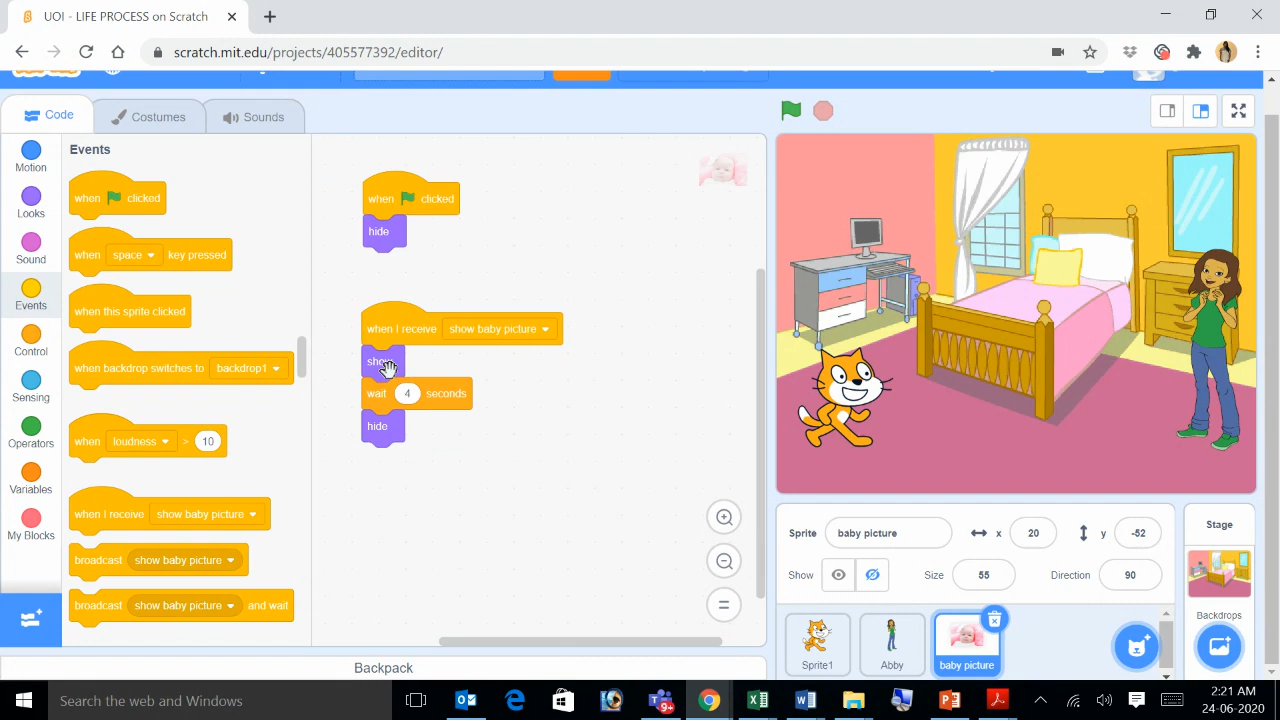 UOI - LIFE PROCESS on Scratch
scratch.mit.edu/projects/405577392/editor/
Code
Costumes
Sounds
Motion
Looks
Sound
Events
Control
Sensing
Operators
Variables
My Blocks
Events
when clicked
when space key pressed
when this sprite clicked
when backdrop switches to backdrop1
when loudness > 10
when I receive show baby picture
broadcast show baby picture
broadcast show baby picture and wait
when clicked
hide
when I receive show baby picture
show
wait 4 seconds
hide
Backpack
Sprite baby picture x 20 y -52
Show Size 55 Direction 90
Sprite1
Abby
baby picture
Stage
Backdrops
Search the web and Windows
9+
2:21 AM
24-06-2020